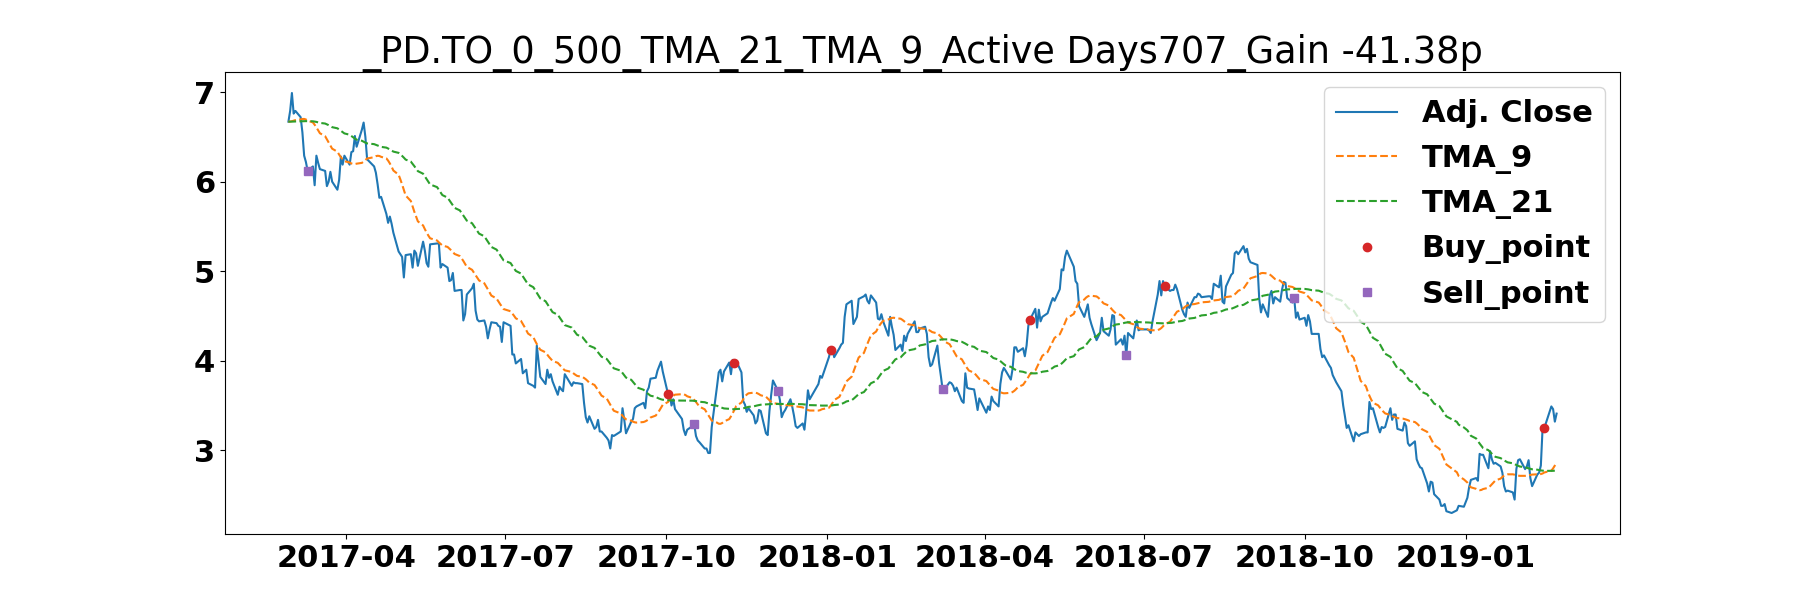 _PD.TO_0_500_TMA_21_TMA_9_Active Days707_Gain -41.38p
7
6
5
4
3
Adj. Close
TMA_9
TMA_21
Buy_point
Sell_point
2017-04 2017-07 2017-10 2018-01 2018-04 2018-07 2018-10 2019-01